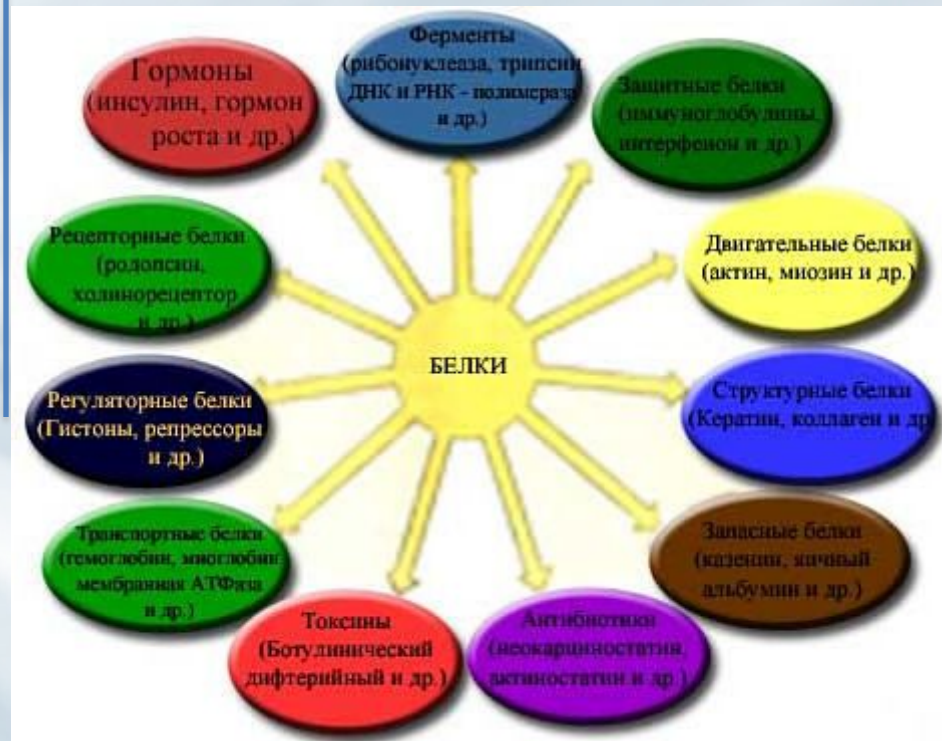 Ферменты
(рибонуклеаза, трипсин
ДНК и РНК - полимераза
и др.)
Гормоны
(инсулин, гормон
роста и др.)
Защитные белки
(иммуноглобулины,
интерферон и др.)
Рецепторные белки
(родопсин,
холинорецептор
и др.)
Двигательные белки
(актин, миозин и др.)
БЕЛКИ
Регуляторные белки
(Гистоны, репрессоры
и др.)
Структурные белки
(Кератин, коллаген и др
Транспортные белки
(гемоглобин, миоглобин
мембранная АТФаза
и др.)
Запасные белки
(казеин, яичный
альбумин и др.)
Токсины
(Ботулинический
дифтерийный и др.)
Антибиотики
(неокарциностатин,
актиностатин и др.)